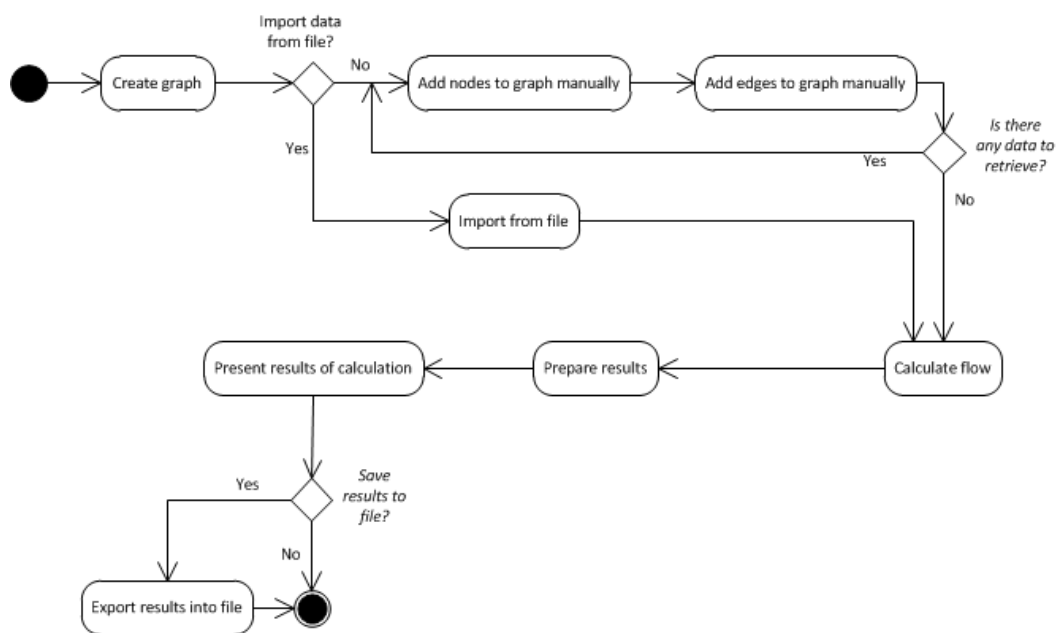 Import data
from file?
No
Create graph
Add nodes to graph manually
Add edges to graph manually
Yes
Yes
Is there
any data to
retrieve?
No
Import from file
Present results of calculation
Prepare results
Calculate flow
Yes
Save
results to
file?
No
Export results into file